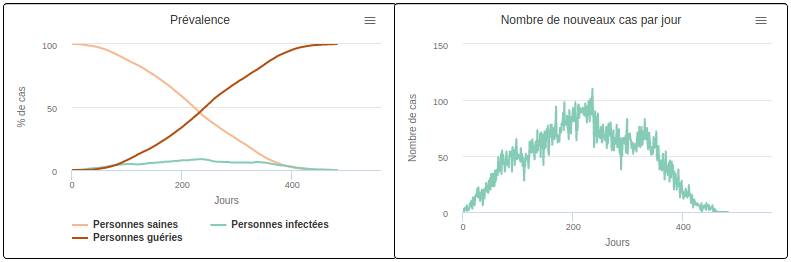 Prévalence
100
50
0
% de cas
0
200
400
Jours
Personnes saines
Personnes infectées
Personnes guéries
Nombre de nouveaux cas par jour
150
100
50
0
Nombre de cas
0
200
400
Jours